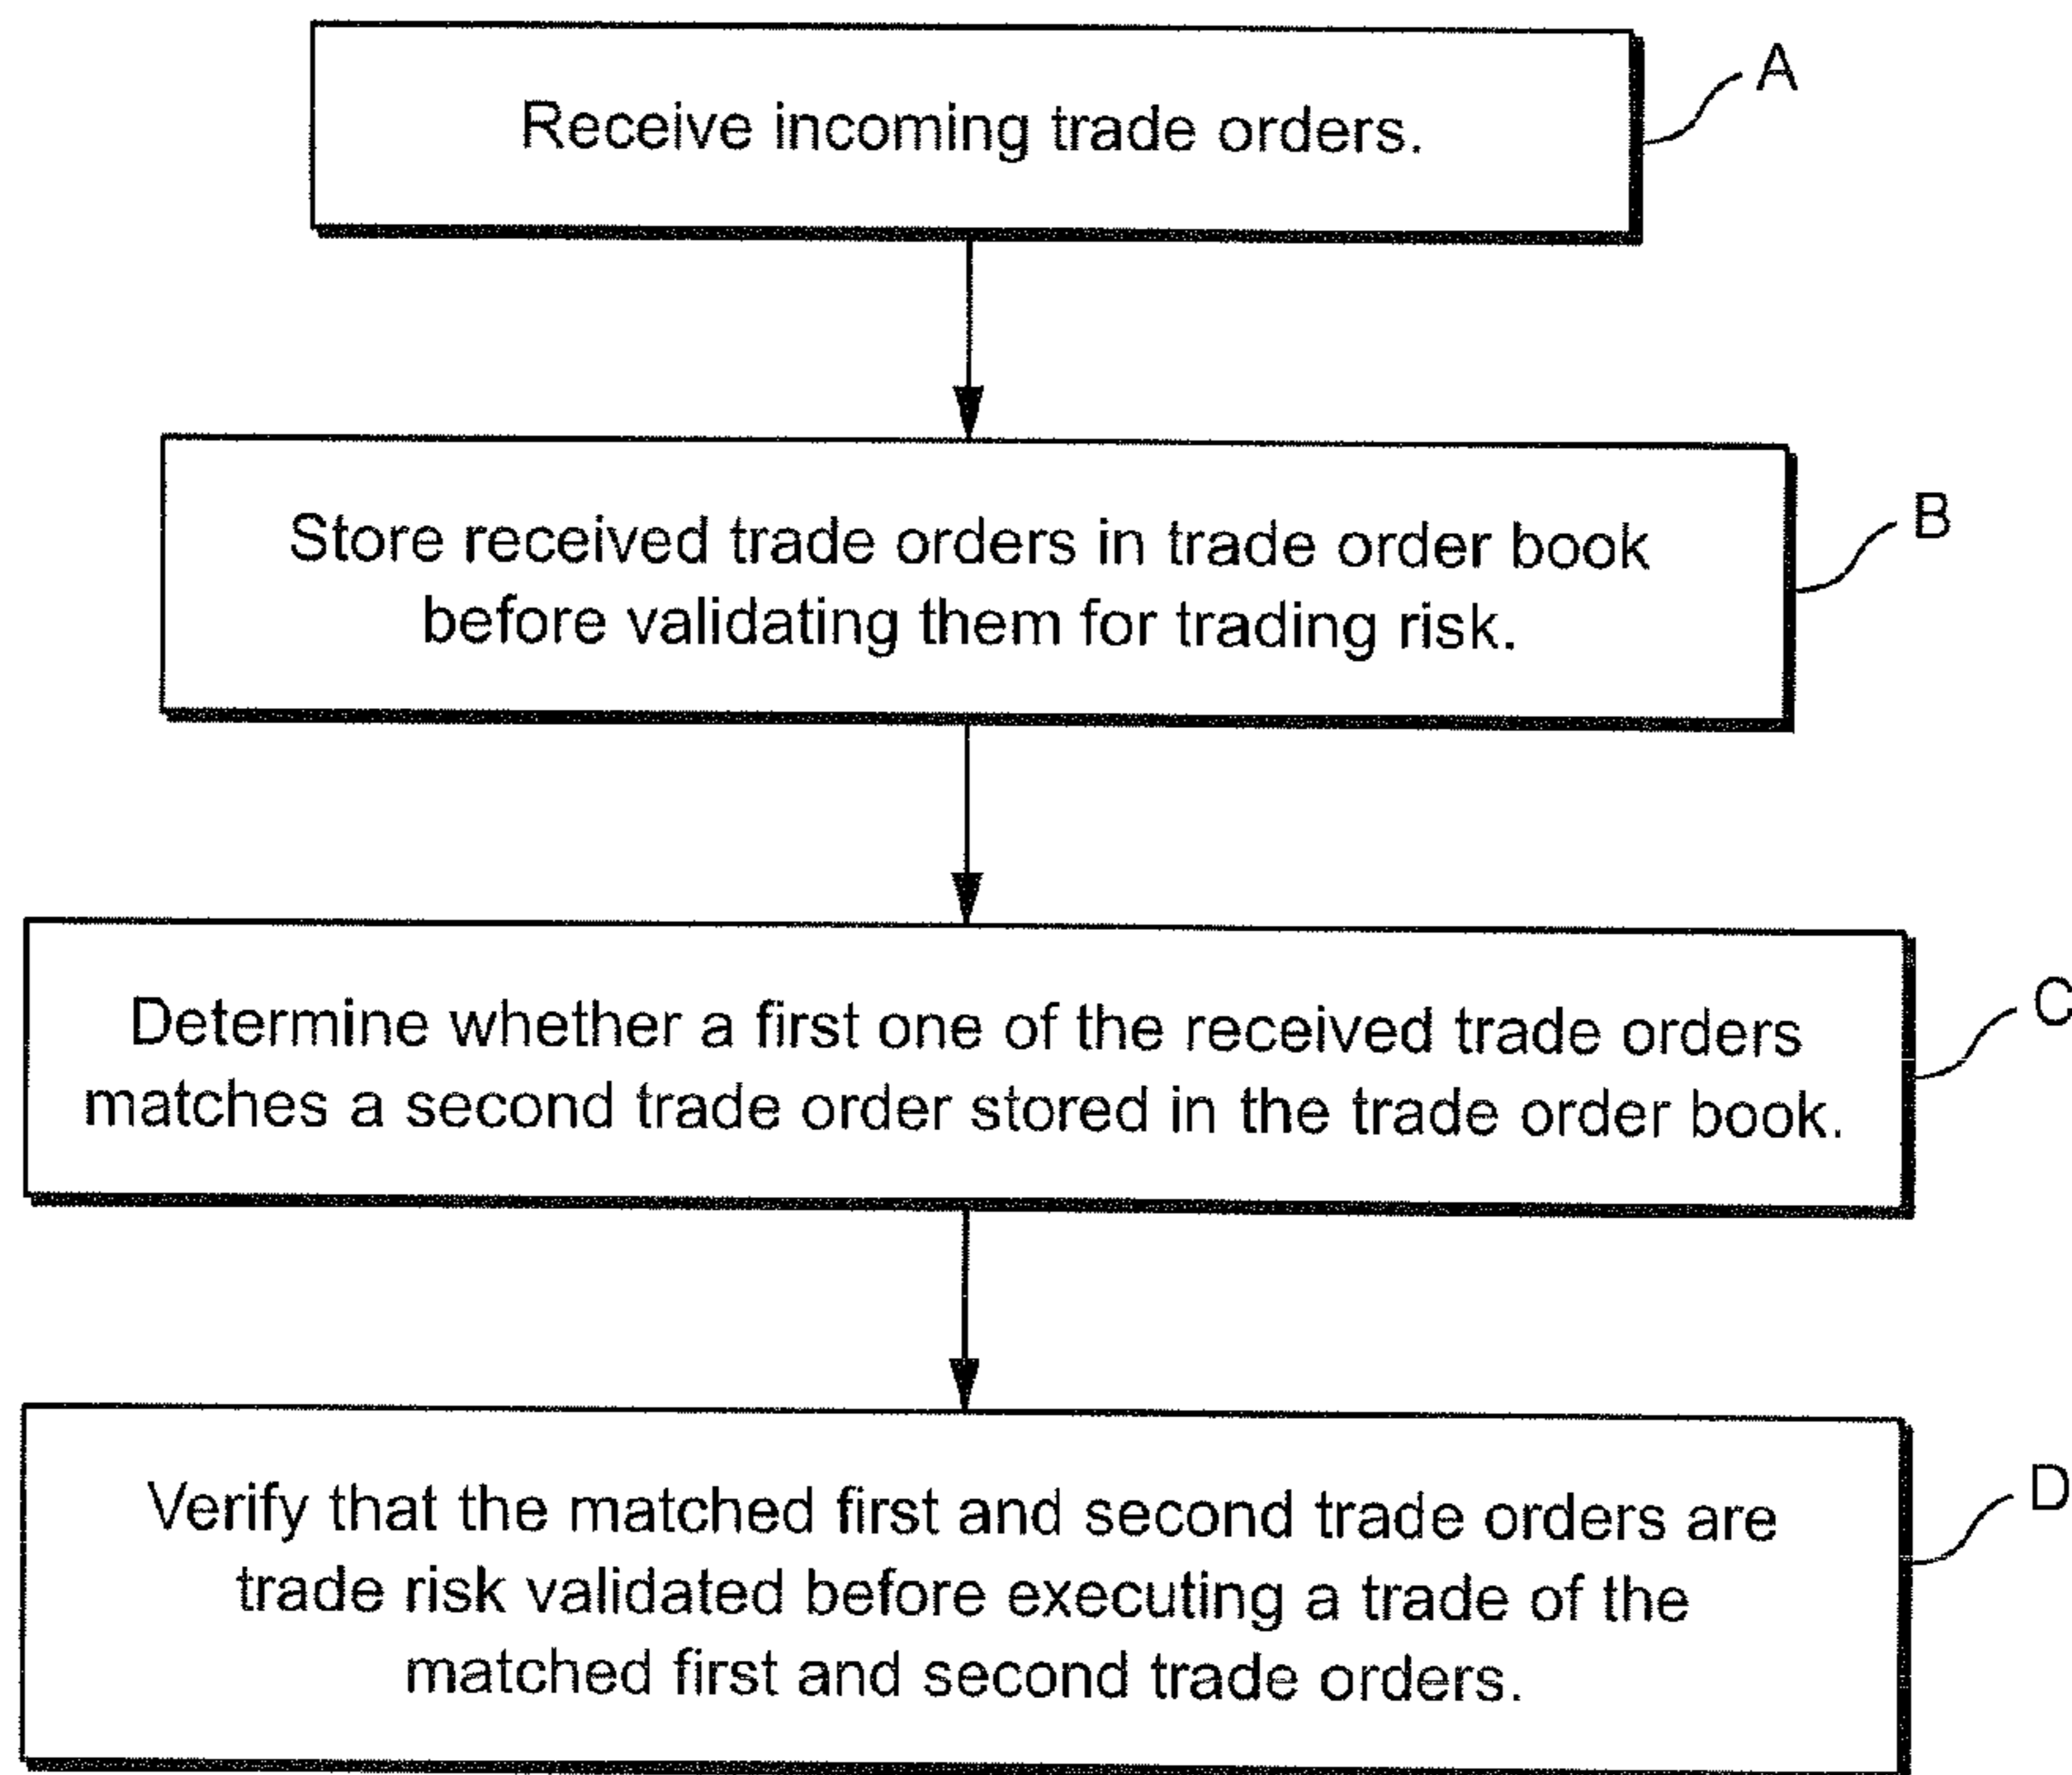 Receive incoming trade orders.
A
Store received trade orders in trade order book
before validating them for trading risk.
B
Determine whether a first one of the received trade orders
matches a second trade order stored in the trade order book.
C
Verify that the matched first and second trade orders are
trade risk validated before executing a trade of the
matched first and second trade orders.
D